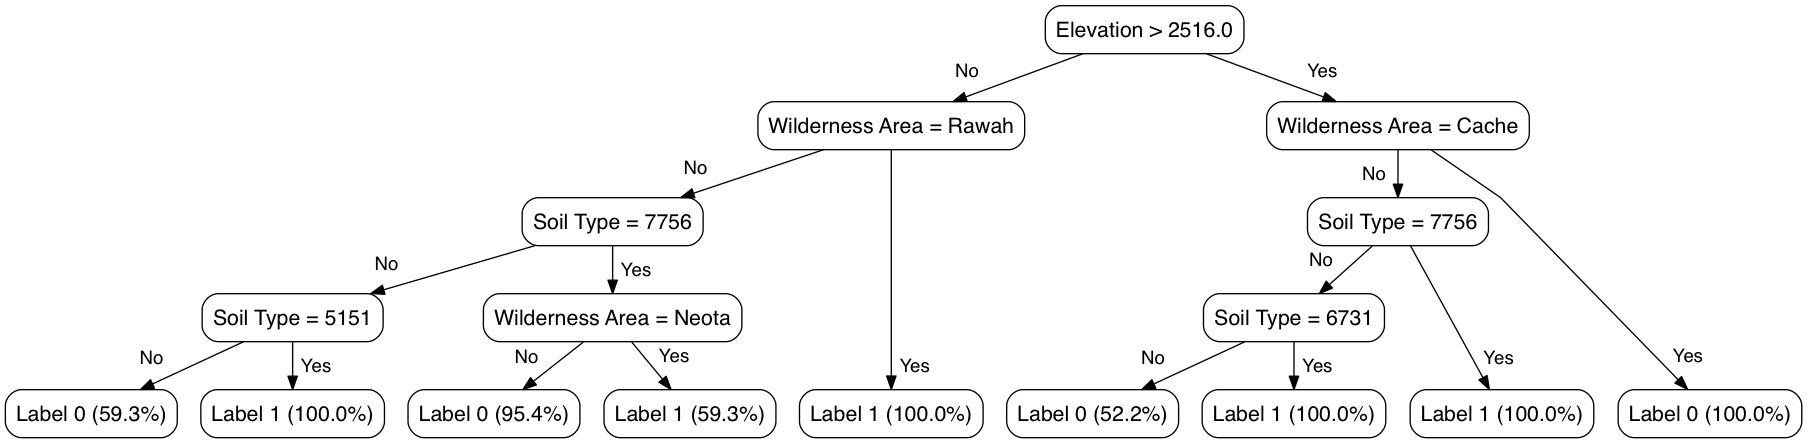 Elevation > 2516.0
No
Yes
Wilderness Area = Rawah
Wilderness Area = Cache
No
No
Soil Type = 7756
Soil Type = 7756
No
Yes
No
Soil Type = 5151
Wilderness Area = Neota
Soil Type = 6731
No
Yes
No
Yes
Yes
No
Yes
Yes
Yes
Label 0 (59.3%)
Label 1 (100.0%)
Label 0 (95.4%)
Label 1 (59.3%)
Label 1 (100.0%)
Label 0 (52.2%)
Label 1 (100.0%)
Label 1 (100.0%)
Label 0 (100.0%)